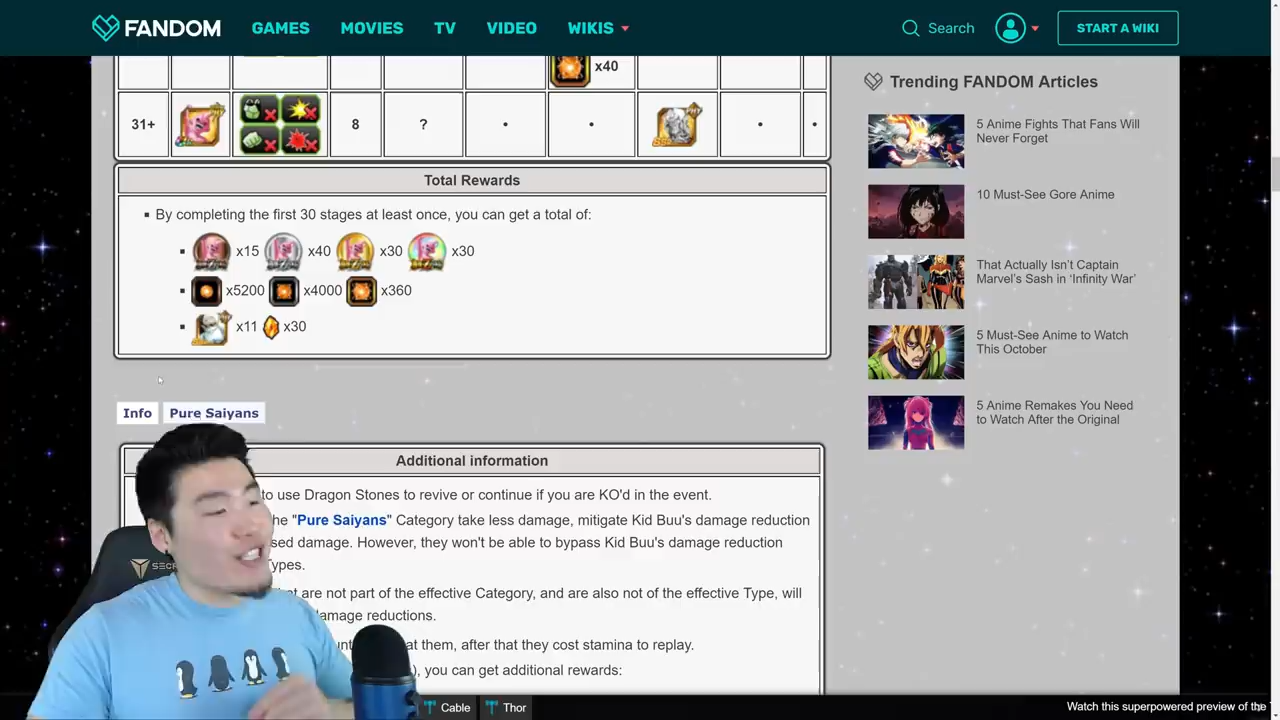 FANDOM GAMES MOVIES TV VIDEO WIKIS Search START A WIKI
x40
31+ 8 ? • • • •
Total Rewards
By completing the first 30 stages at least once, you can get a total of:
x15 x40 x30 x30
x5200 x4000 x360
x11 x30
Info Pure Saiyans
Additional information
to use Dragon Stones to revive or continue if you are KO'd in the event.
he "Pure Saiyans" Category take less damage, mitigate Kid Buu's damage reduction
sed damage. However, they won't be able to bypass Kid Buu's damage reduction
ypes.
at are not part of the effective Category, and are also not of the effective Type, will
amage reductions.
at them, after that they cost stamina to replay.
), you can get additional rewards:
Trending FANDOM Articles
5 Anime Fights That Fans Will
Never Forget
10 Must-See Gore Anime
That Actually Isn't Captain
Marvel's Sash in 'Infinity War'
5 Must-See Anime to Watch
This October
5 Anime Remakes You Need
to Watch After the Original
SECR
Cable Thor
Watch this superpowered preview of the